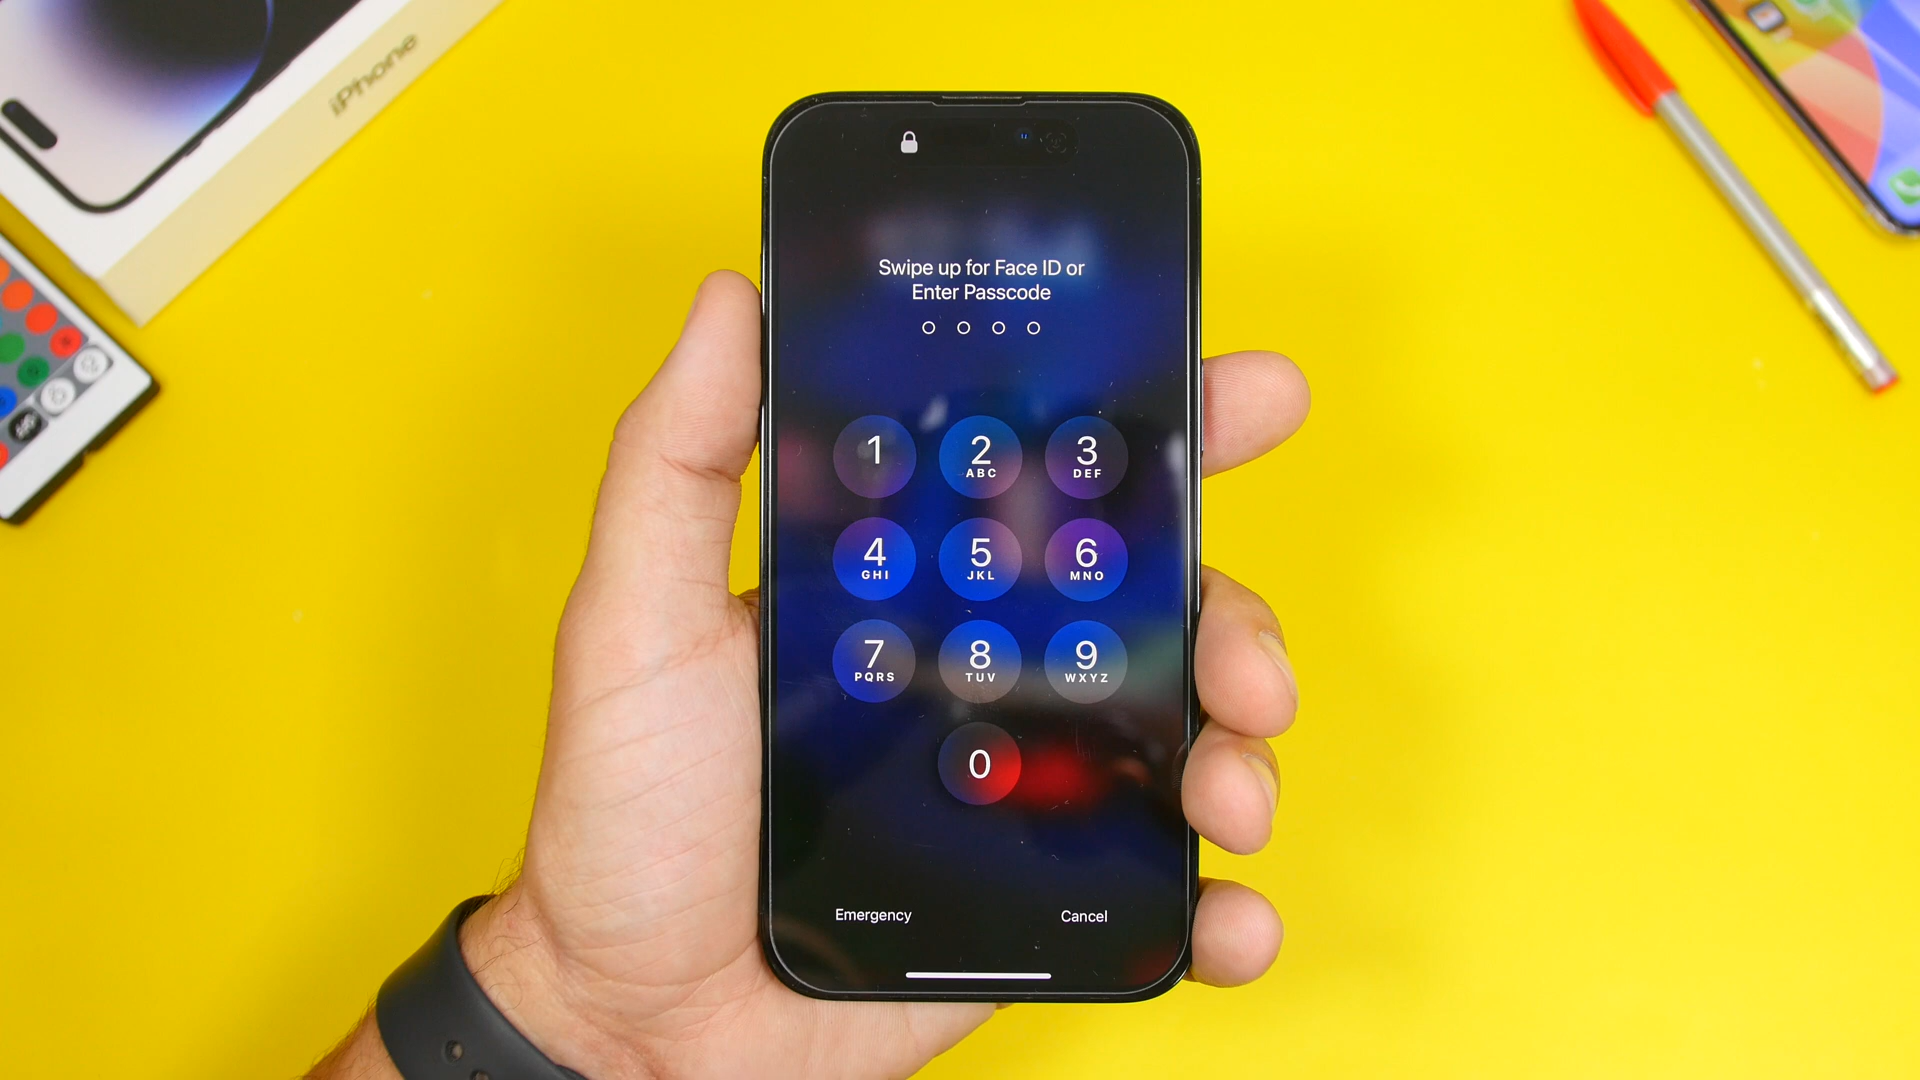 iPhone
Swipe up for Face ID or
Enter Passcode
1
2
ABC
3
DEF
4
GHI
5
JKL
6
MNO
7
PQRS
8
TUV
9
WXYZ
0
Emergency
Cancel